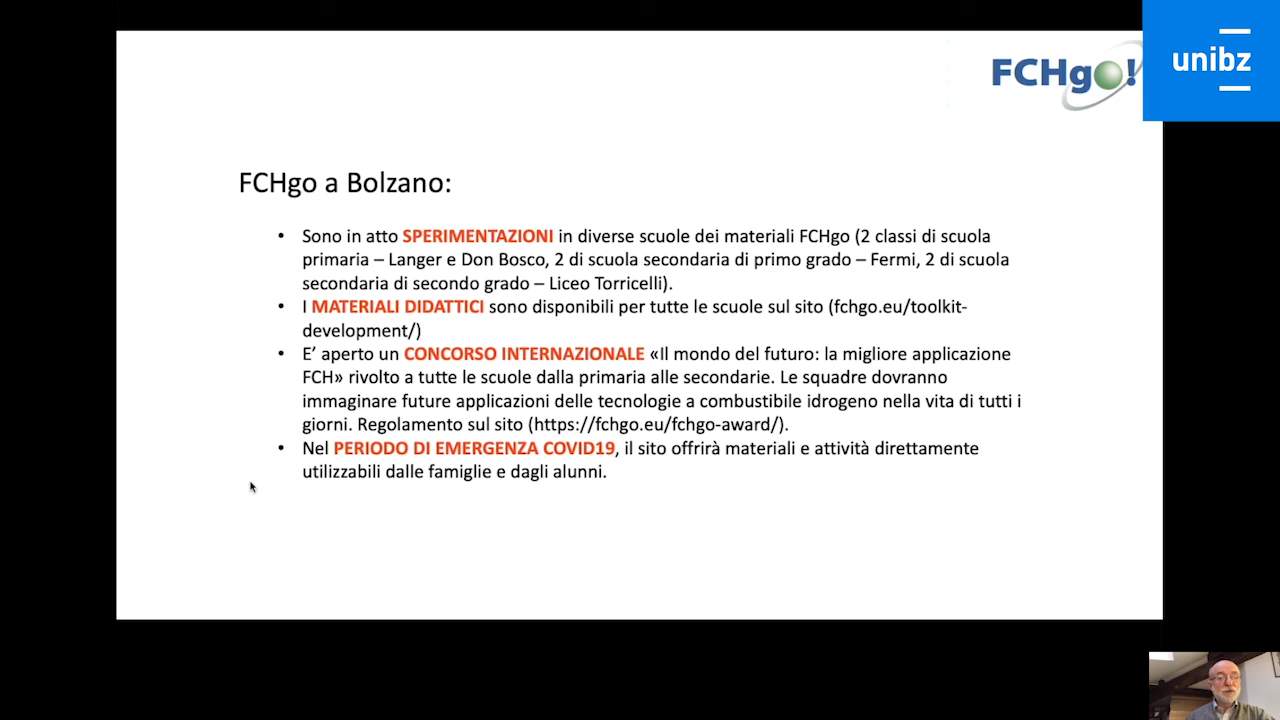 FCHgo!
unibz
FCHgo a Bolzano:
• Sono in atto SPERIMENTAZIONI in diverse scuole dei materiali FCHgo (2 classi di scuola
primaria – Langer e Don Bosco, 2 di scuola secondaria di primo grado – Fermi, 2 di scuola
secondaria di secondo grado – Liceo Torricelli).
• I MATERIALI DIDATTICI sono disponibili per tutte le scuole sul sito (fchgo.eu/toolkit-
development/)
• E’ aperto un CONCORSO INTERNAZIONALE «Il mondo del futuro: la migliore applicazione
FCH» rivolto a tutte le scuole dalla primaria alle secondarie. Le squadre dovranno
immaginare future applicazioni delle tecnologie a combustibile idrogeno nella vita di tutti i
giorni. Regolamento sul sito (https://fchgo.eu/fchgo-award/).
• Nel PERIODO DI EMERGENZA COVID19, il sito offrirà materiali e attività direttamente
utilizzabili dalle famiglie e dagli alunni.